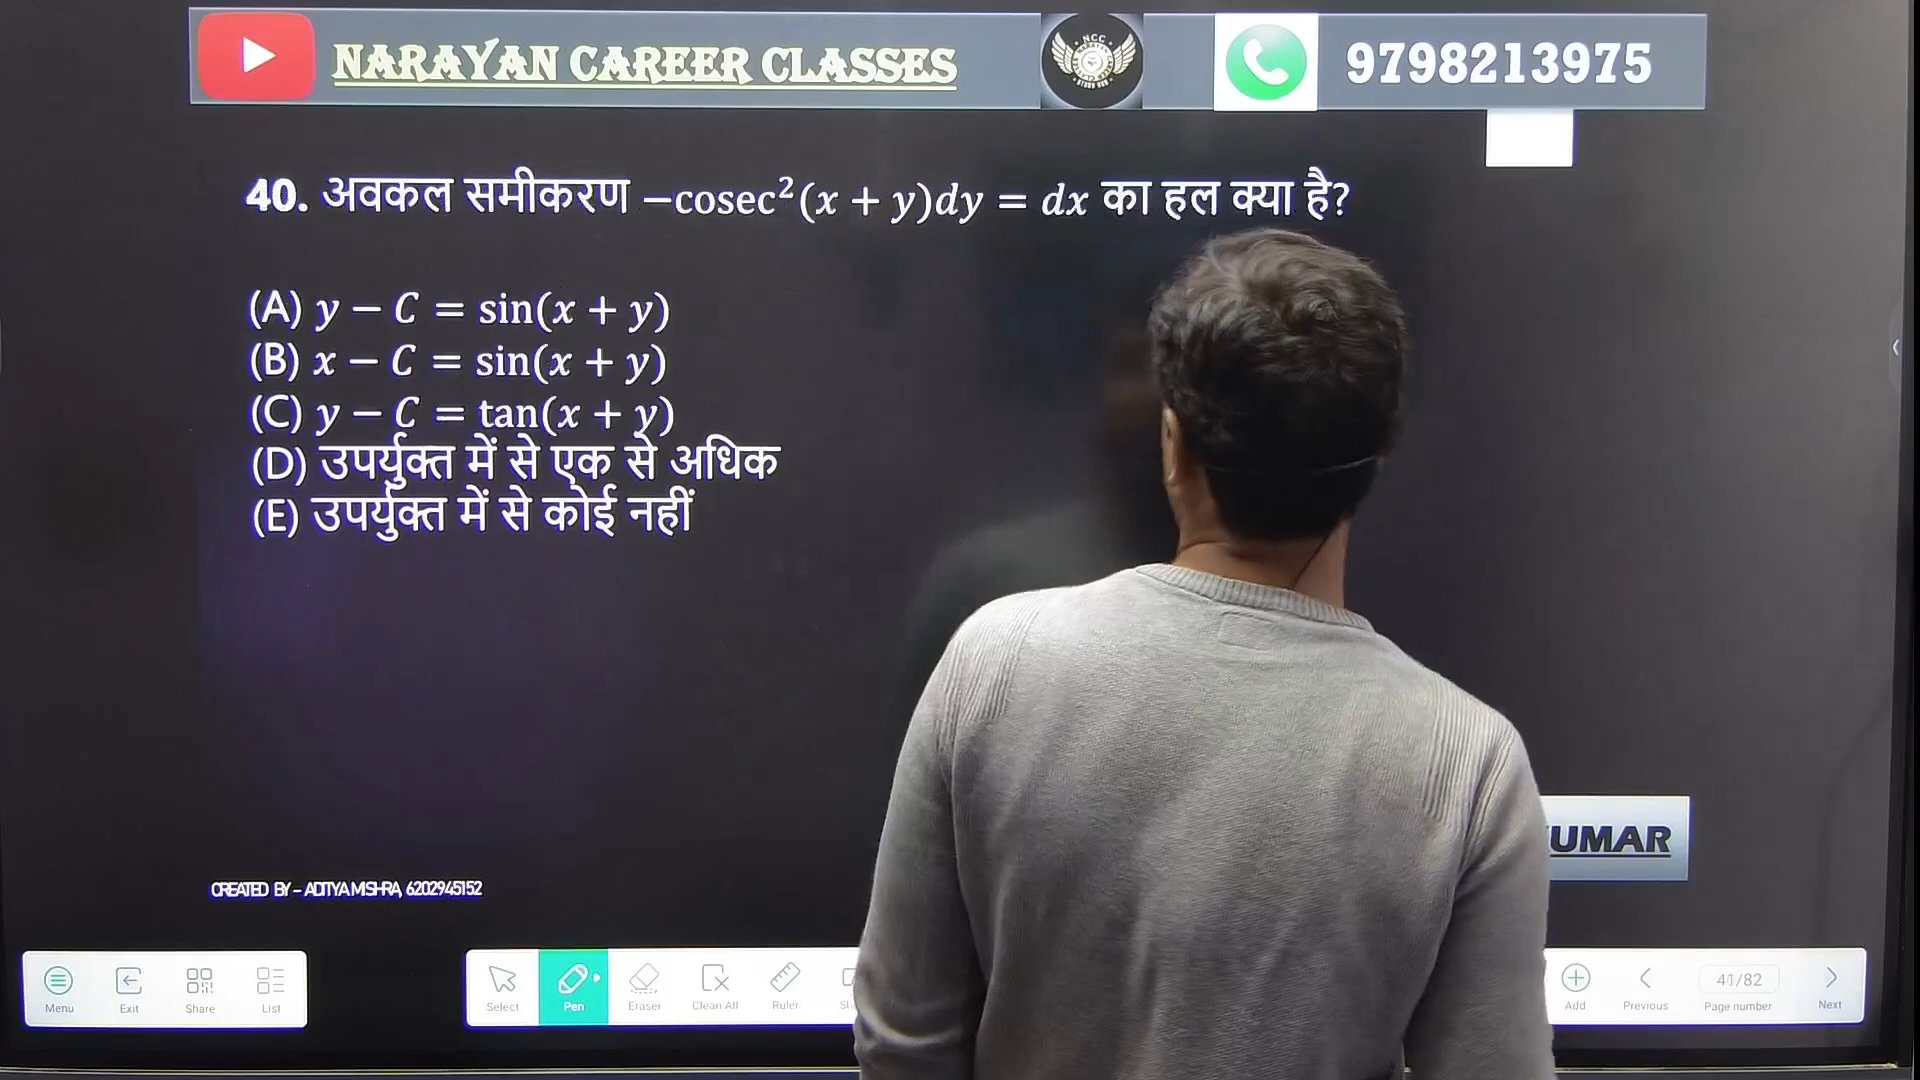 NARAYAN CAREER CLASSES
NCC
9798213975
40. अवकल समीकरण −cosec²(x + y)dy = dx का हल क्या है?
(A) y − C = sin(x + y)
(B) x − C = sin(x + y)
(C) y − C = tan(x + y)
(D) उपर्युक्त में से एक से अधिक
(E) उपर्युक्त में से कोई नहीं
UMAR
CREATED BY – ADITYA MISHRA, 6202945152
Menu Exit Share List Select Pen Eraser Clean All Ruler Add Previous Page number Next